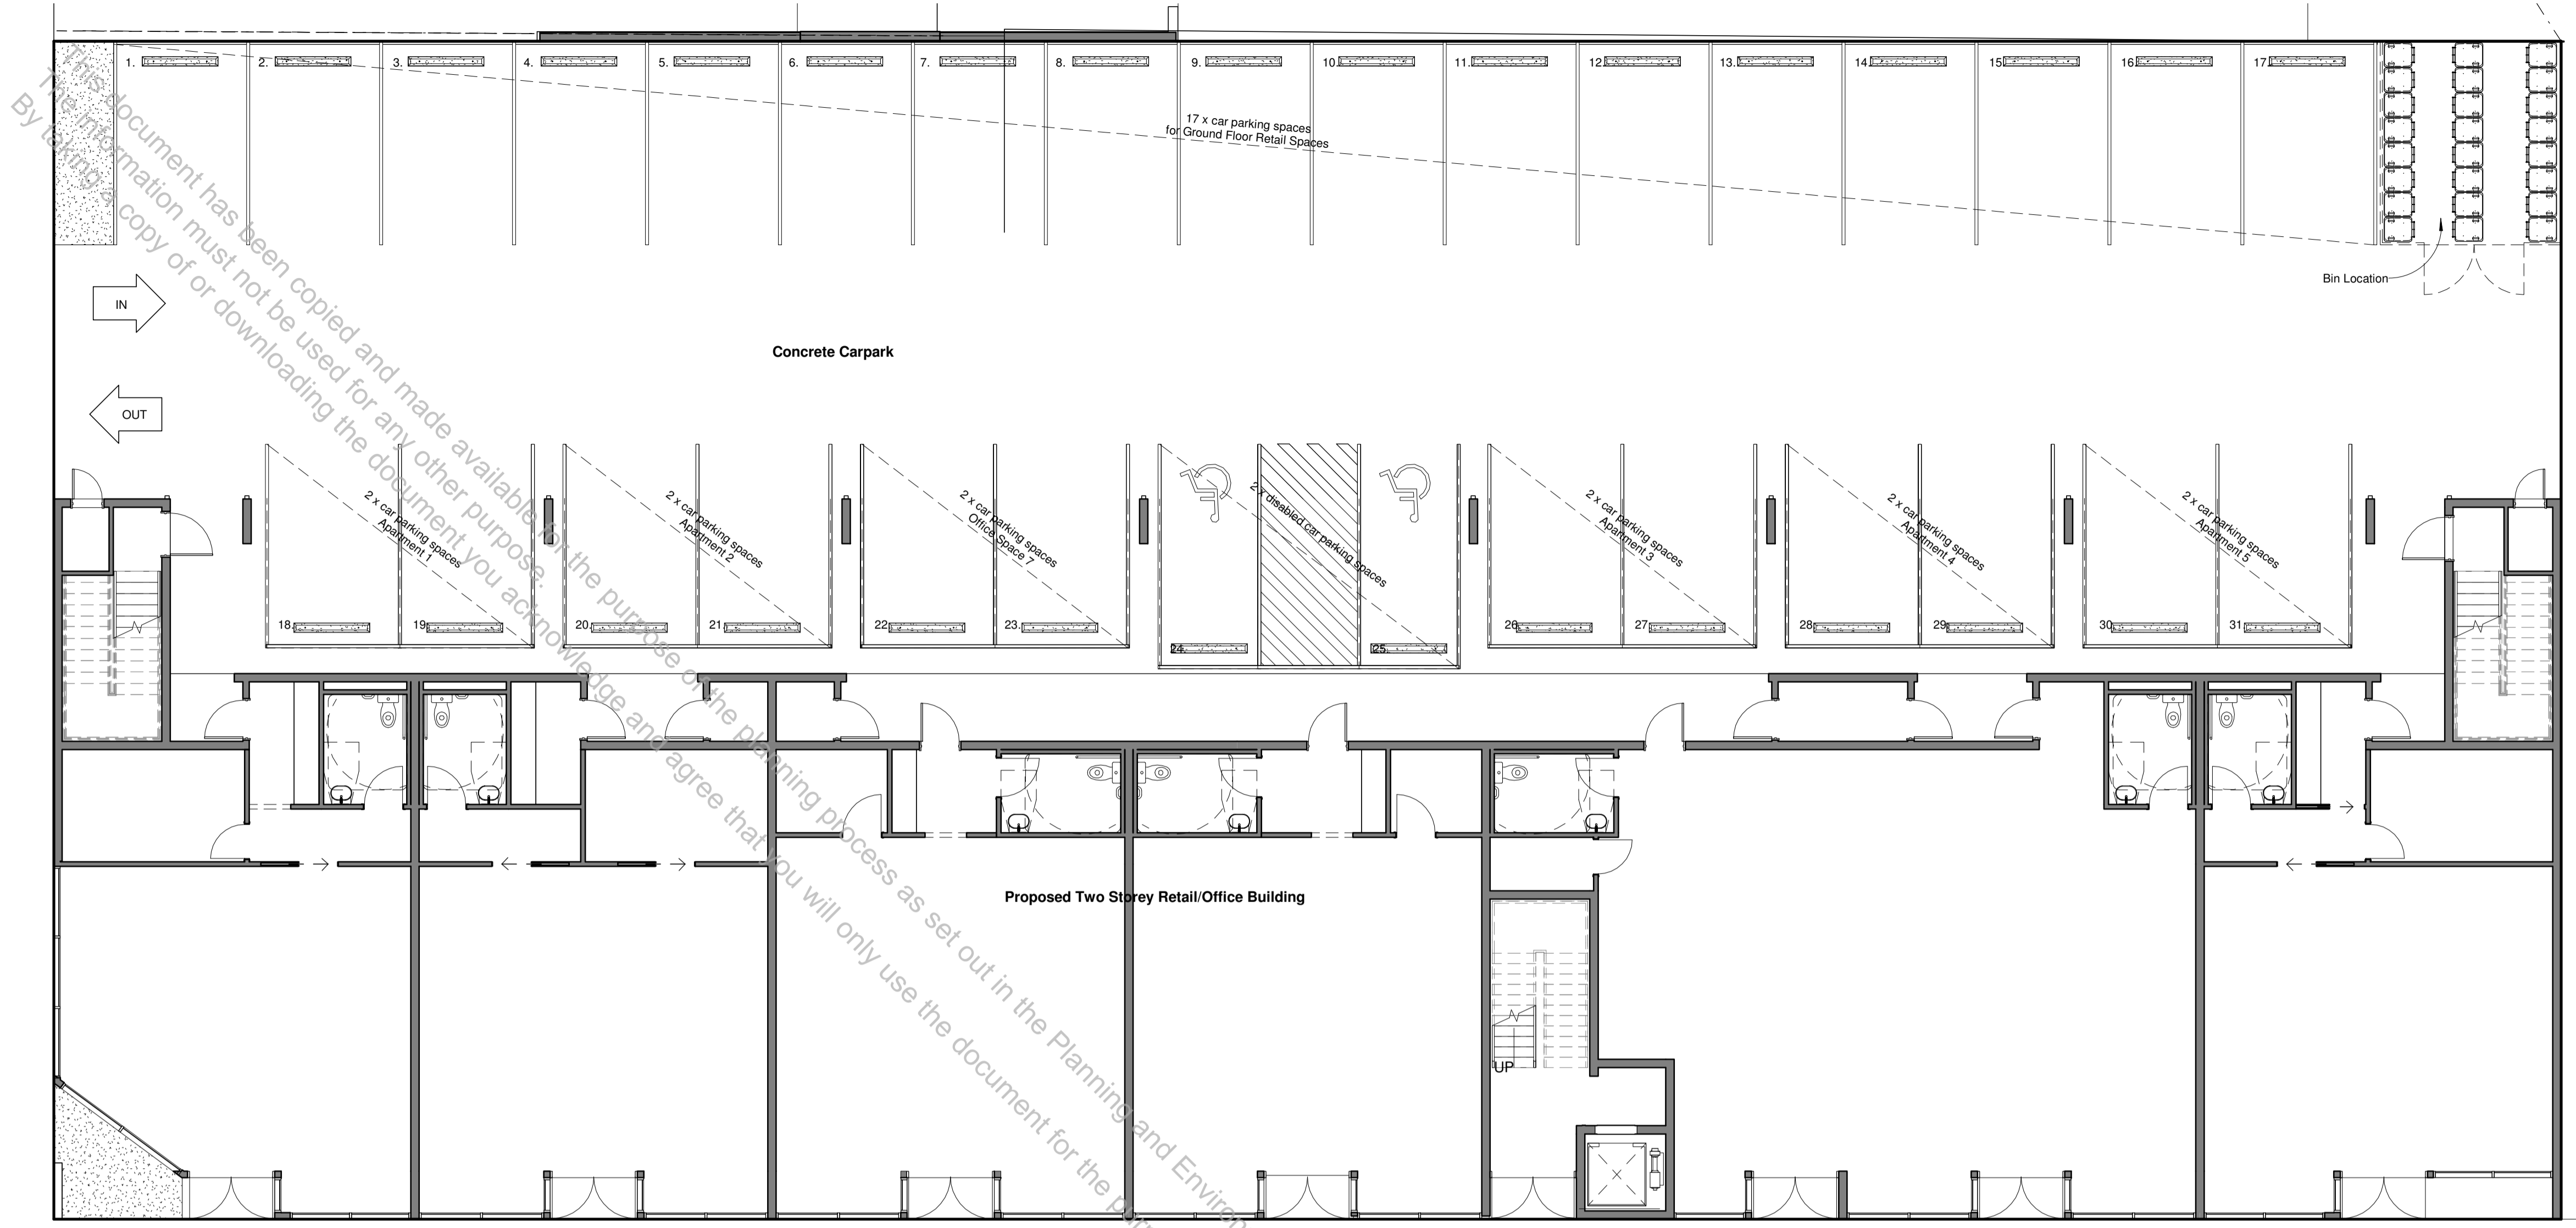 1.
2.
3.
4.
5.
6.
7.
8.
9.
10.
11.
12.
13.
14.
15.
16.
17.
17 x car parking spaces
for Ground Floor Retail Spaces
Bin Location
IN
OUT
Concrete Carpark
2 x car parking spaces
Apartment 1
2 x car parking spaces
Apartment 2
2 x car parking spaces
Office Space 7
2 x disabled car parking spaces
2 x car parking spaces
Apartment 3
2 x car parking spaces
Apartment 4
2 x car parking spaces
Apartment 5
18.
19.
20.
21.
22.
23.
24.
25.
26.
27.
28.
29.
30.
31.
Proposed Two Storey Retail/Office Building
UP
This document has been copied and made available for the purpose of the planning process as set out in the Planning and Environ
The information must not be used for any other purpose.
By taking a copy of or downloading the document you acknowledge and agree that you will only use the document for the pur